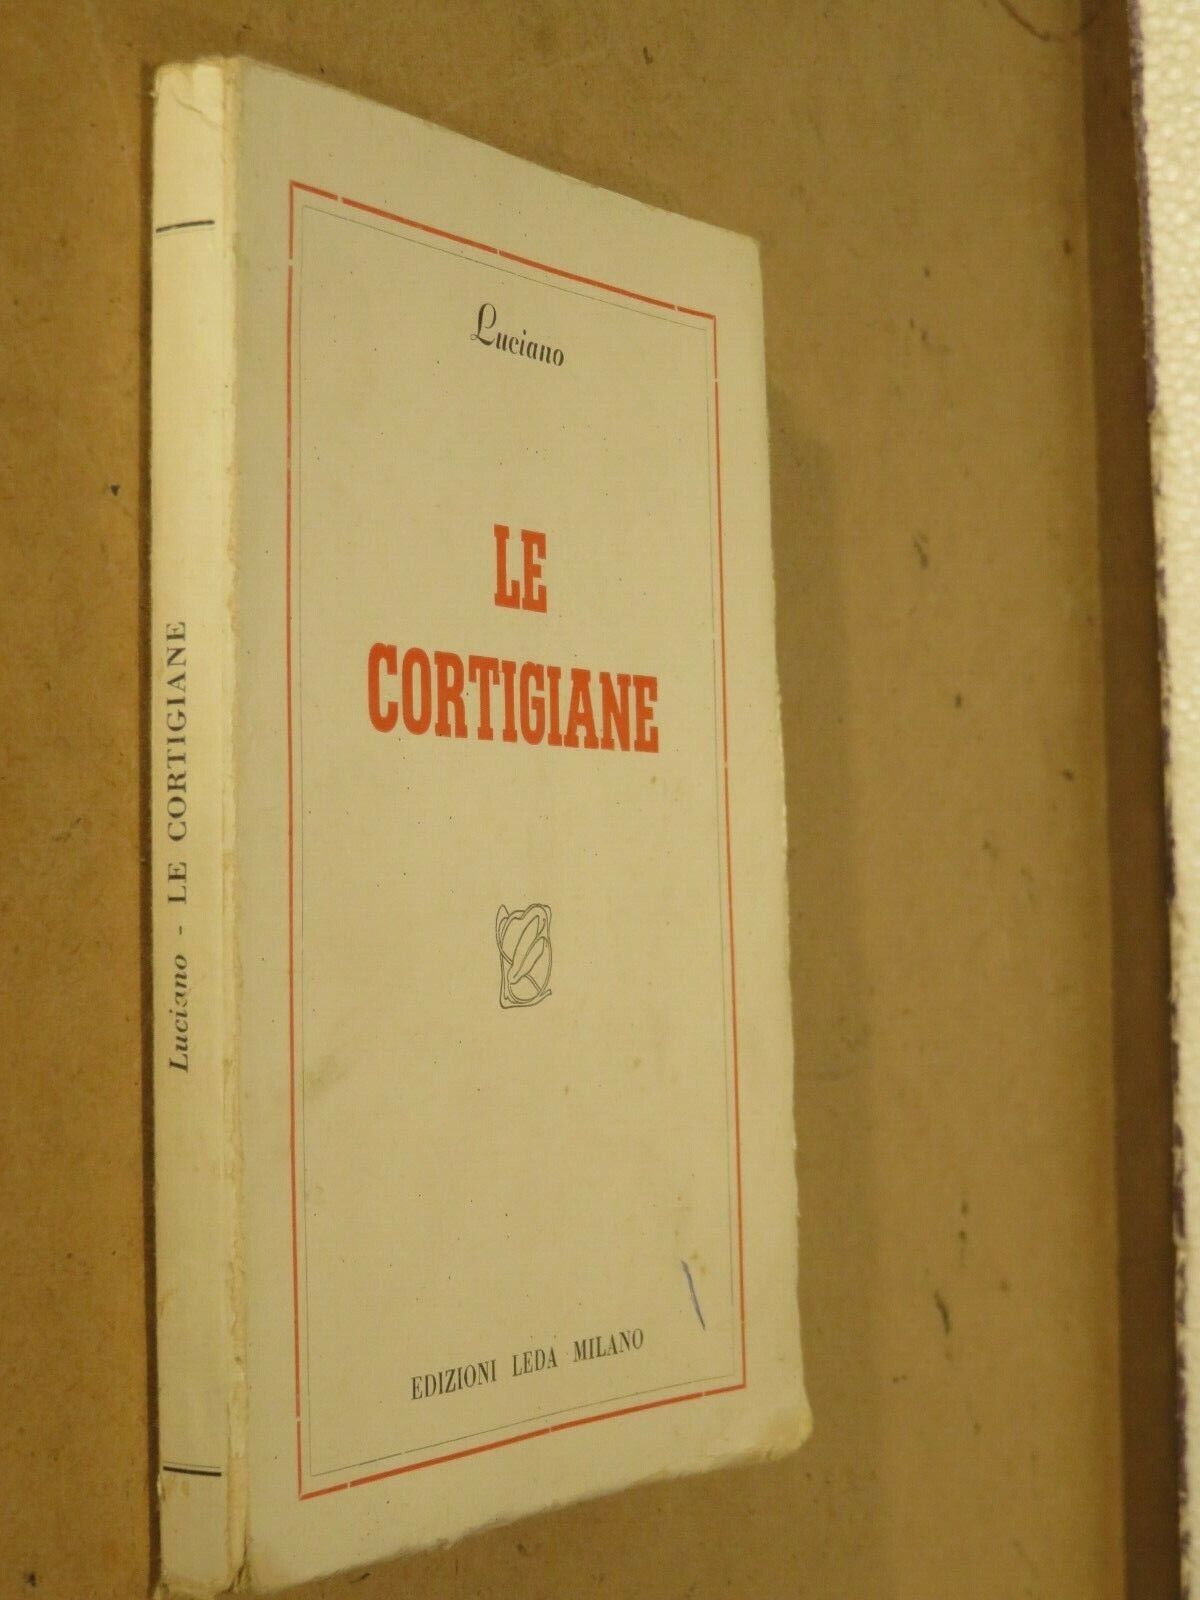 Luciano - LE CORTIGIANE
Luciano
LE
CORTIGIANE
EDIZIONI LEDA MILANO